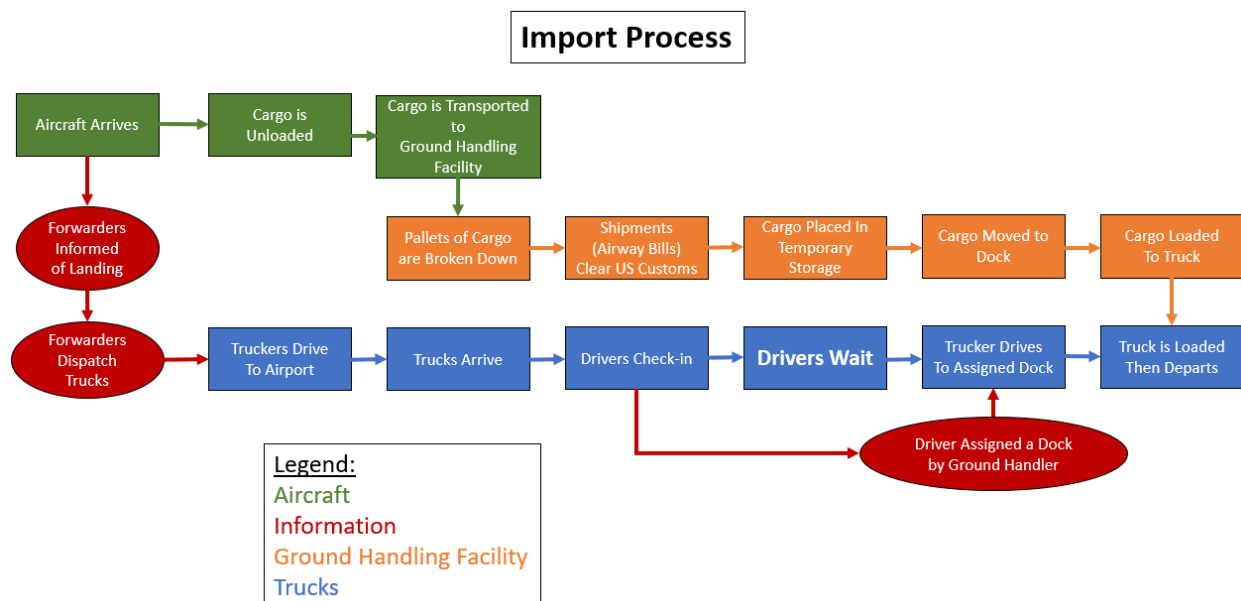 Import Process
Aircraft Arrives
Cargo is
Unloaded
Cargo is Transported
to
Ground Handling
Facility
Forwarders
Informed
of Landing
Pallets of Cargo
are Broken Down
Shipments
(Airway Bills)
Clear US Customs
Cargo Placed In
Temporary
Storage
Cargo Moved to
Dock
Cargo Loaded
To Truck
Forwarders
Dispatch
Trucks
Truckers Drive
To Airport
Trucks Arrive
Drivers Check-in
Drivers Wait
Trucker Drives
To Assigned Dock
Truck is Loaded
Then Departs
Driver Assigned a Dock
by Ground Handler
Legend:
Aircraft
Information
Ground Handling Facility
Trucks